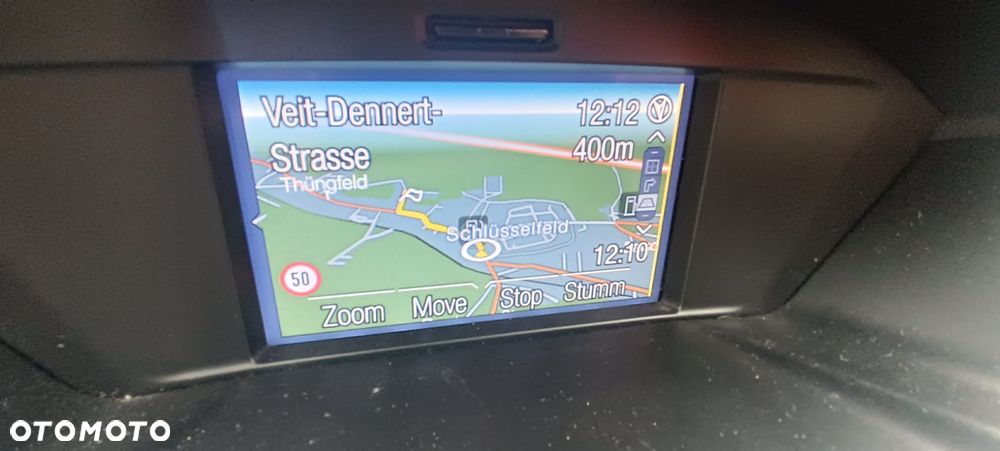 Veit-Dennert-
Strasse
12:12
400m
Thüngfeld
Schlüsselfeld
12:10
50
Zoom
Move
Stop
Stumm
OTOMOTO